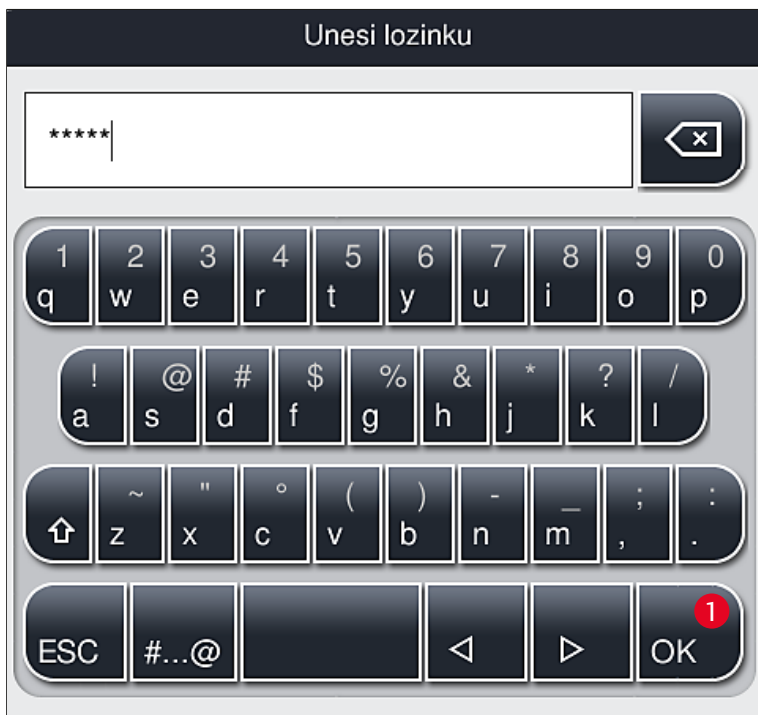 Unesi lozinku
*****
1 2 3 4 5 6 7 8 9 0
q w e r t y u i o p
! @ # $ % & * ? /
a s d f g h j k l
~ " ° ( ) - _ ; :
z x c v b n m , .
1
ESC #...@ OK